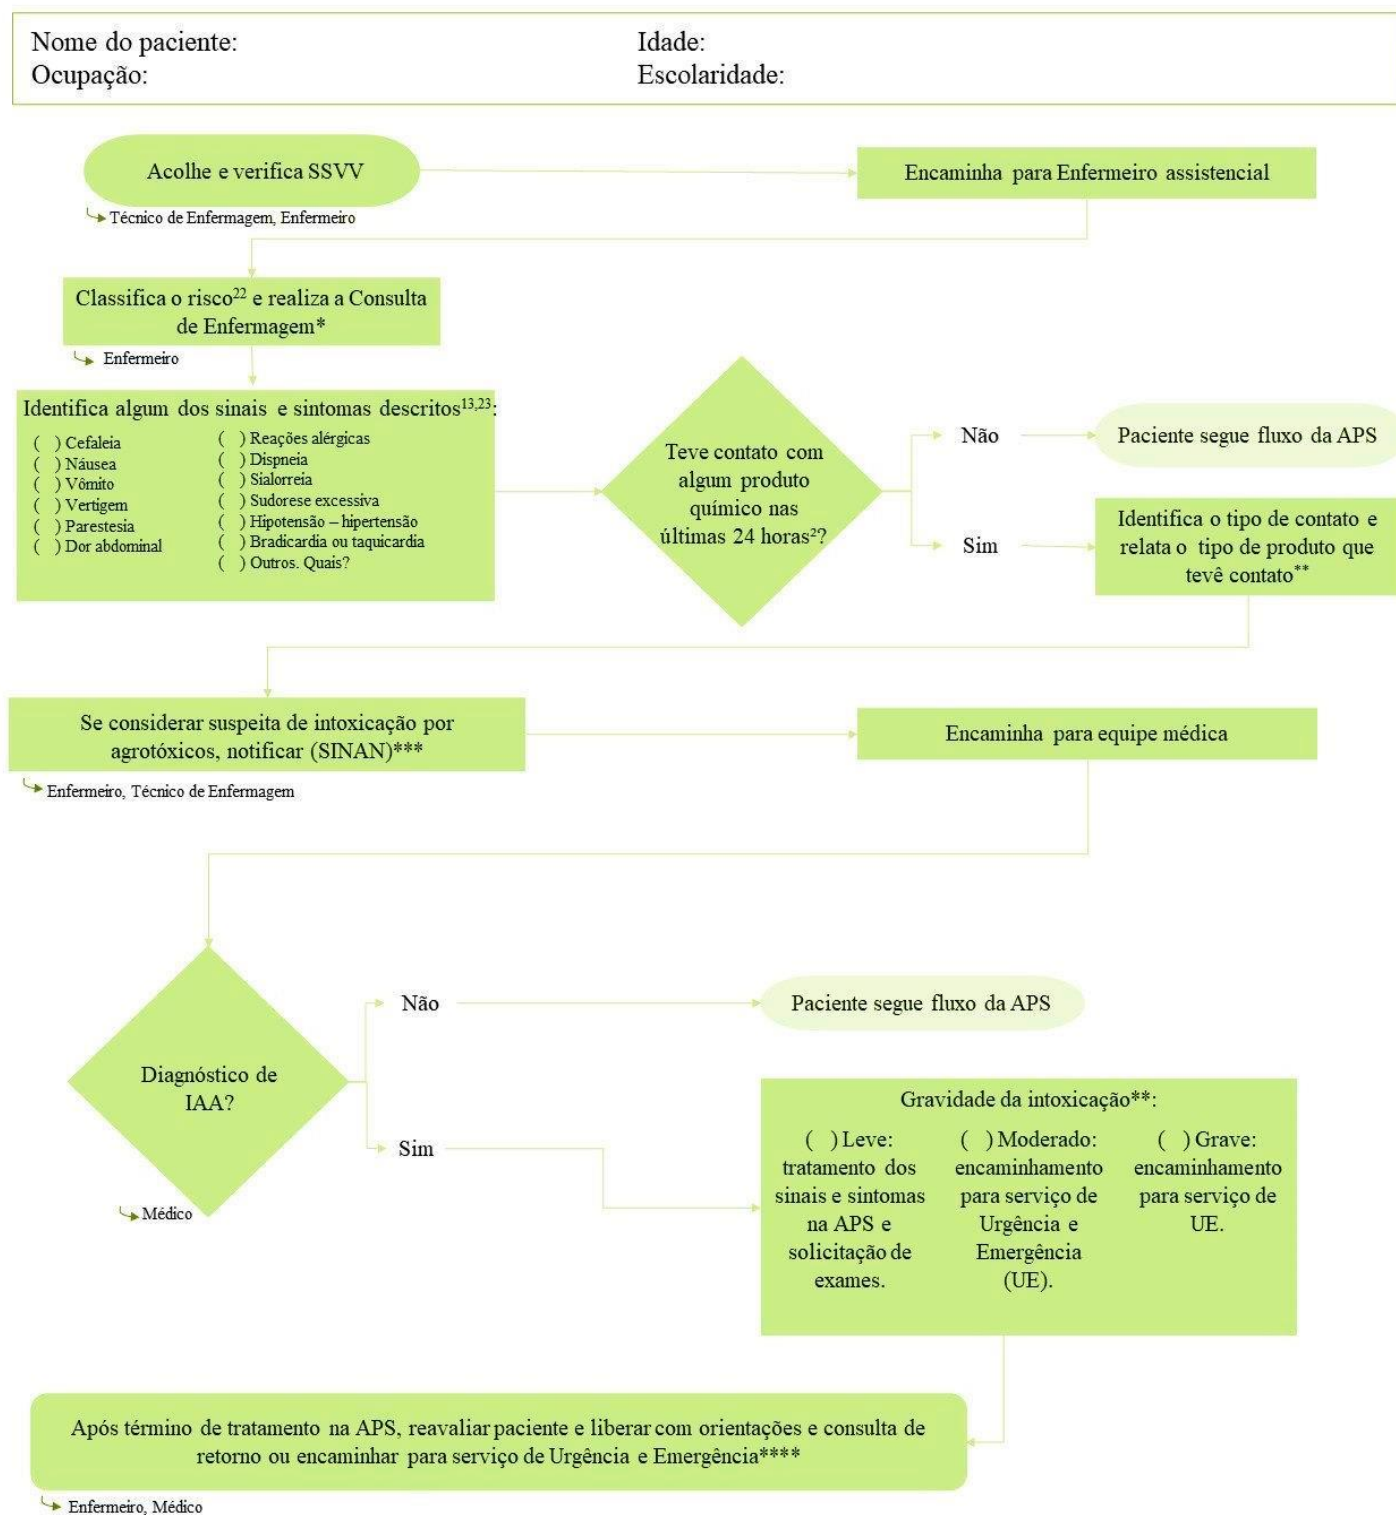 Nome do paciente:
Idade:
Ocupação:
Escolaridade:
Acolhe e verifica SSVV
Encaminha para Enfermeiro assistencial
Técnico de Enfermagem, Enfermeiro
Classifica o risco²² e realiza a Consulta
de Enfermagem*
Enfermeiro
Identifica algum dos sinais e sintomas descritos¹³,²³:
( ) Cefaleia
( ) Náusea
( ) Vômito
( ) Vertigem
( ) Parestesia
( ) Dor abdominal
( ) Reações alérgicas
( ) Dispneia
( ) Sialorreia
( ) Sudorese excessiva
( ) Hipotensão – hipertensão
( ) Bradicardia ou taquicardia
( ) Outros. Quais?
Teve contato com
algum produto
químico nas
últimas 24 horas²?
Não
Paciente segue fluxo da APS
Sim
Identifica o tipo de contato e
relata o tipo de produto que
tevê contato**
Se considerar suspeita de intoxicação por
agrotóxicos, notificar (SINAN)***
Enfermeiro, Técnico de Enfermagem
Encaminha para equipe médica
Diagnóstico de
IAA?
Médico
Não
Paciente segue fluxo da APS
Sim
Gravidade da intoxicação**:
( ) Leve:
tratamento dos
sinais e sintomas
na APS e
solicitação de
exames.
( ) Moderado:
encaminhamento
para serviço de
Urgência e
Emergência
(UE).
( ) Grave:
encaminhamento
para serviço de
UE.
Após término de tratamento na APS, reavaliar paciente e liberar com orientações e consulta de
retorno ou encaminhar para serviço de Urgência e Emergência****
Enfermeiro, Médico